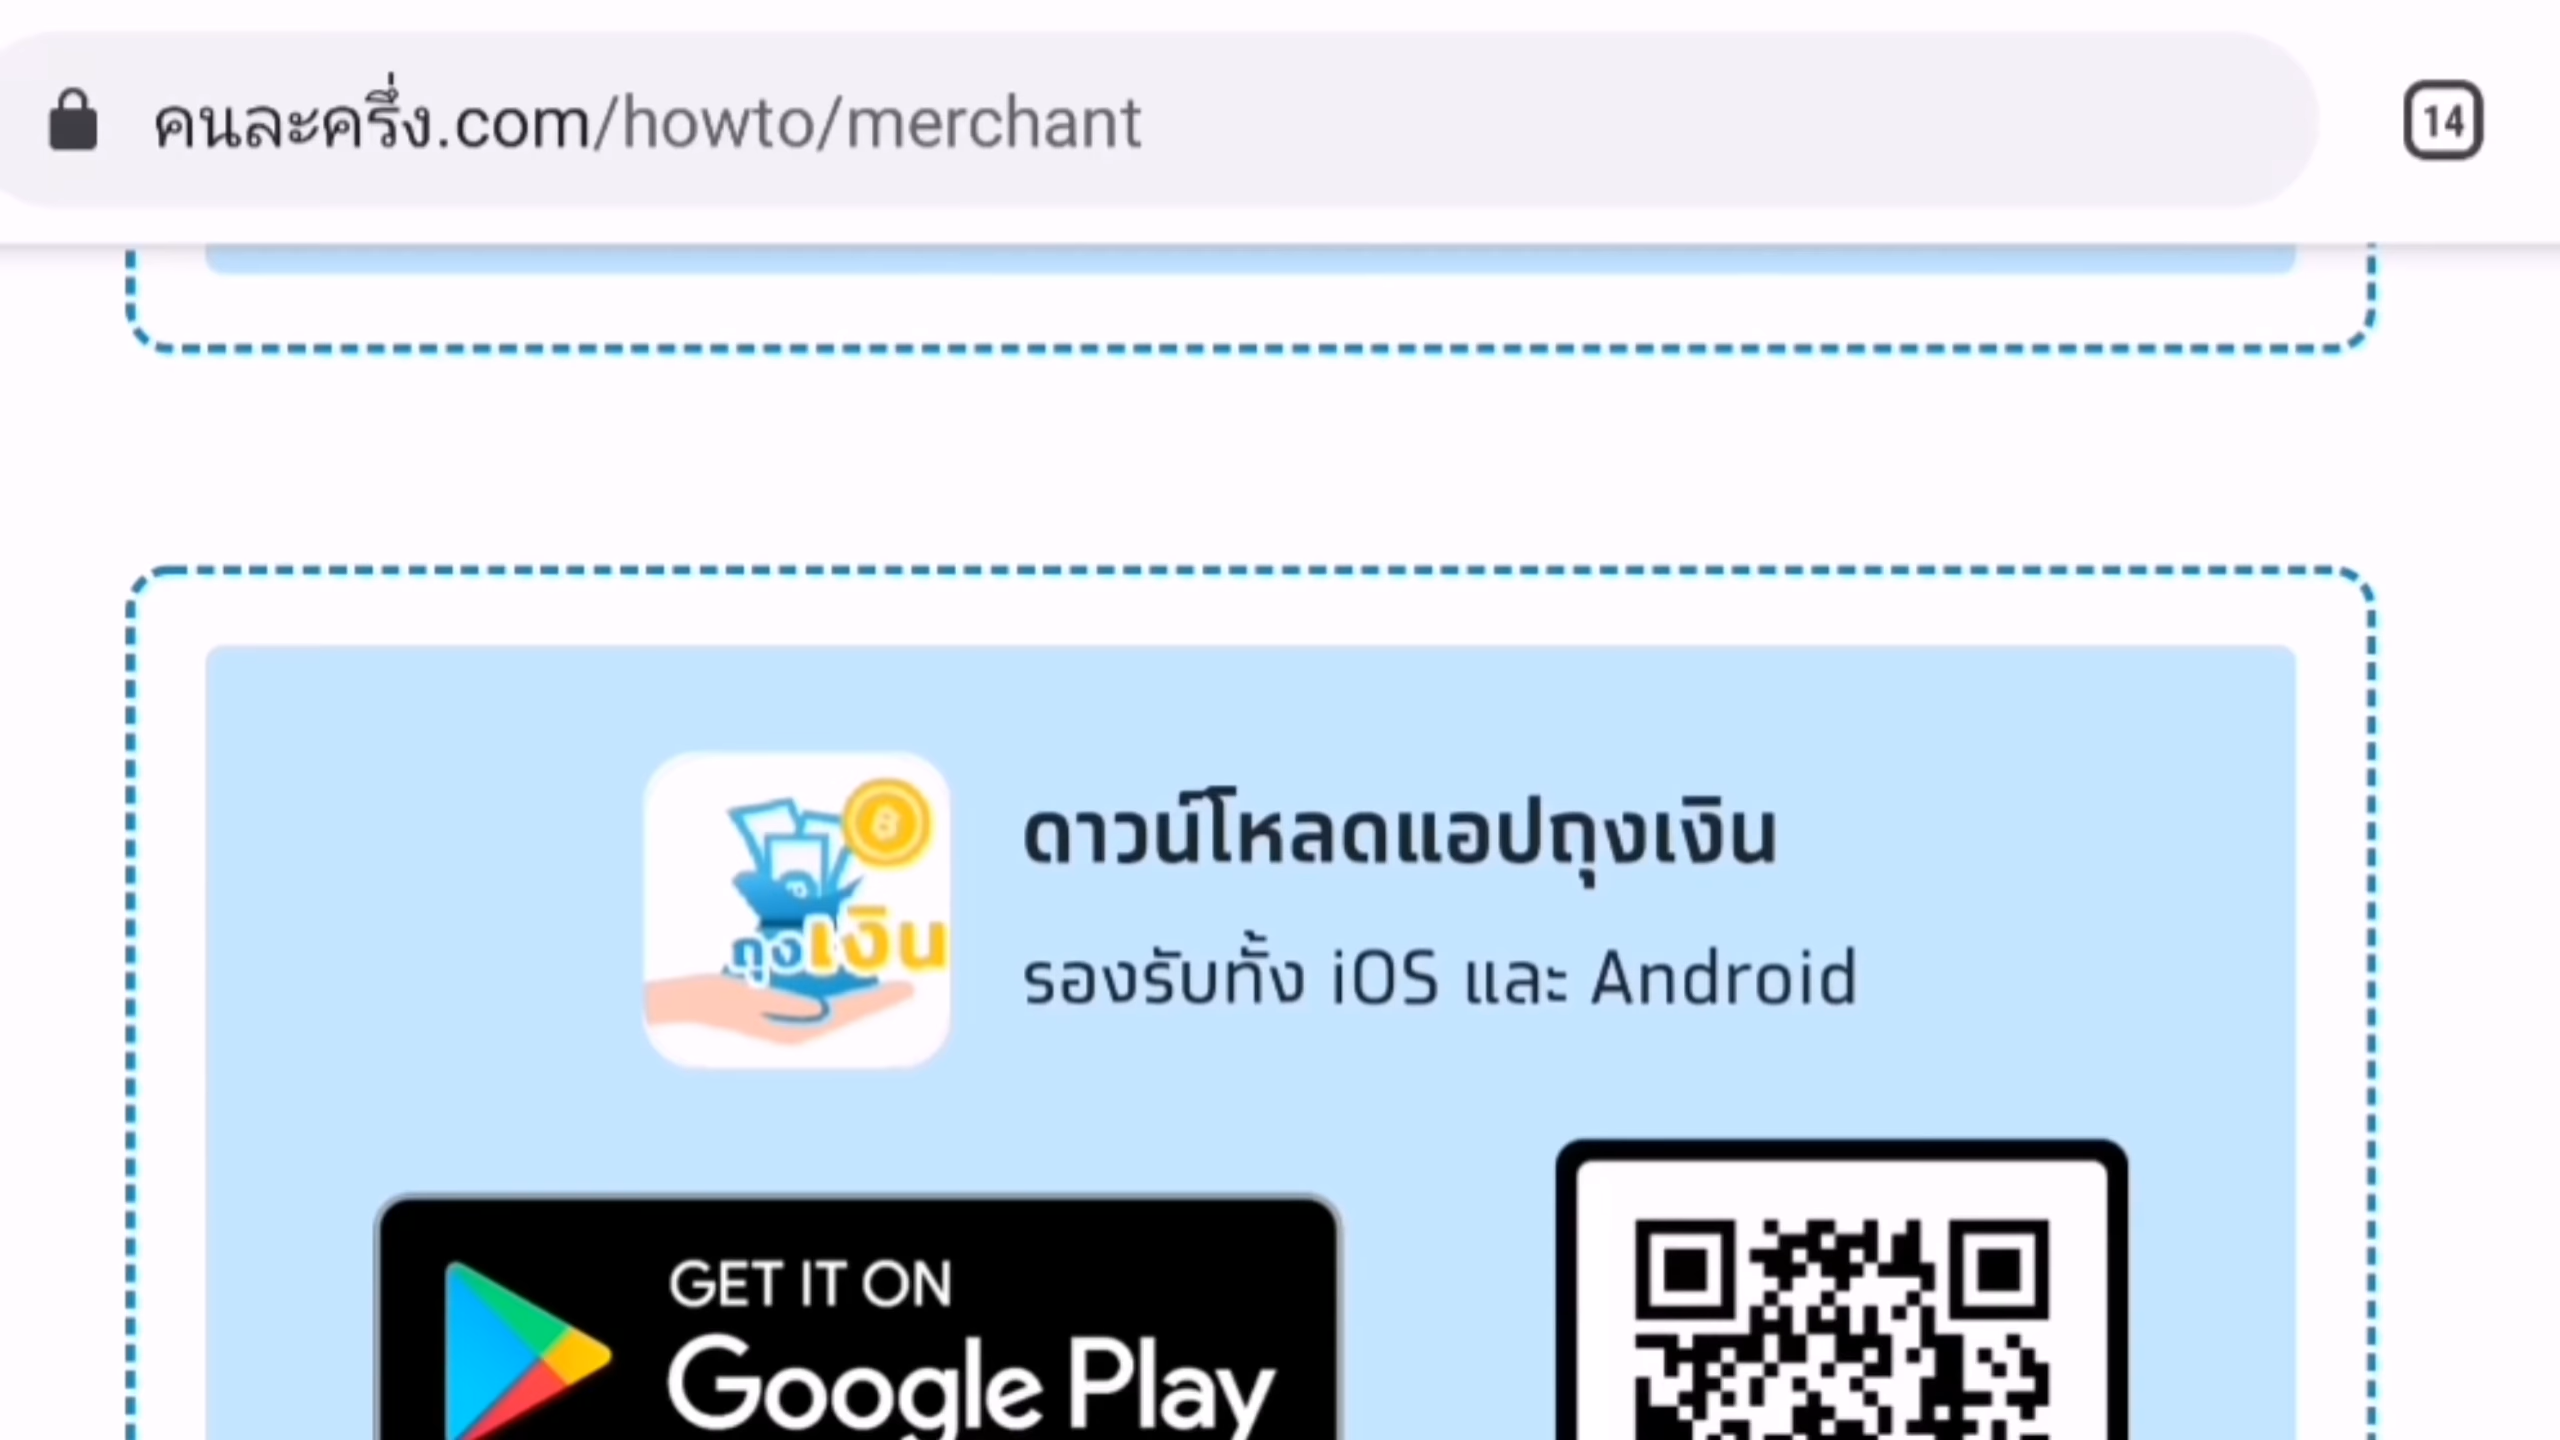 คนละครึ่ง.com/howto/merchant
14
ดาวน์โหลดแอปถุงเงิน
ถุงเงิน
รองรับทั้ง iOS และ Android
GET IT ON
Google Play